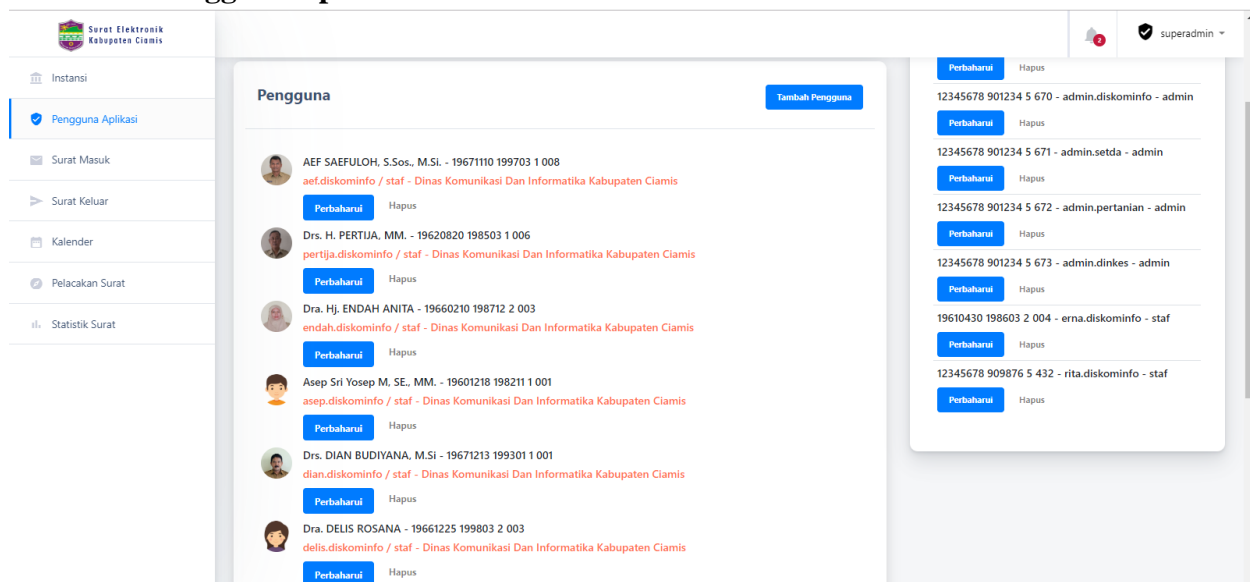 Surat Elektronik
Kabupaten Ciamis
2
superadmin
Instansi
Pengguna Aplikasi
Surat Masuk
Surat Keluar
Kalender
Pelacakan Surat
Statistik Surat
Pengguna
Tambah Pengguna
AEF SAEFULOH, S.Sos., M.Si. - 19671110 199703 1 008
aef.diskominfo / staf - Dinas Komunikasi Dan Informatika Kabupaten Ciamis
Perbaharui Hapus
Drs. H. PERTIJA, MM. - 19620820 198503 1 006
pertija.diskominfo / staf - Dinas Komunikasi Dan Informatika Kabupaten Ciamis
Perbaharui Hapus
Dra. Hj. ENDAH ANITA - 19660210 198712 2 003
endah.diskominfo / staf - Dinas Komunikasi Dan Informatika Kabupaten Ciamis
Perbaharui Hapus
Asep Sri Yosep M, SE., MM. - 19601218 198211 1 001
asep.diskominfo / staf - Dinas Komunikasi Dan Informatika Kabupaten Ciamis
Perbaharui Hapus
Drs. DIAN BUDIYANA, M.Si - 19671213 199301 1 001
dian.diskominfo / staf - Dinas Komunikasi Dan Informatika Kabupaten Ciamis
Perbaharui Hapus
Dra. DELIS ROSANA - 19661225 199803 2 003
delis.diskominfo / staf - Dinas Komunikasi Dan Informatika Kabupaten Ciamis
Perbaharui Hapus
Perbaharui Hapus
12345678 901234 5 670 - admin.diskominfo - admin
Perbaharui Hapus
12345678 901234 5 671 - admin.setda - admin
Perbaharui Hapus
12345678 901234 5 672 - admin.pertanian - admin
Perbaharui Hapus
12345678 901234 5 673 - admin.dinkes - admin
Perbaharui Hapus
19610430 198603 2 004 - erna.diskominfo - staf
Perbaharui Hapus
12345678 909876 5 432 - rita.diskominfo - staf
Perbaharui Hapus